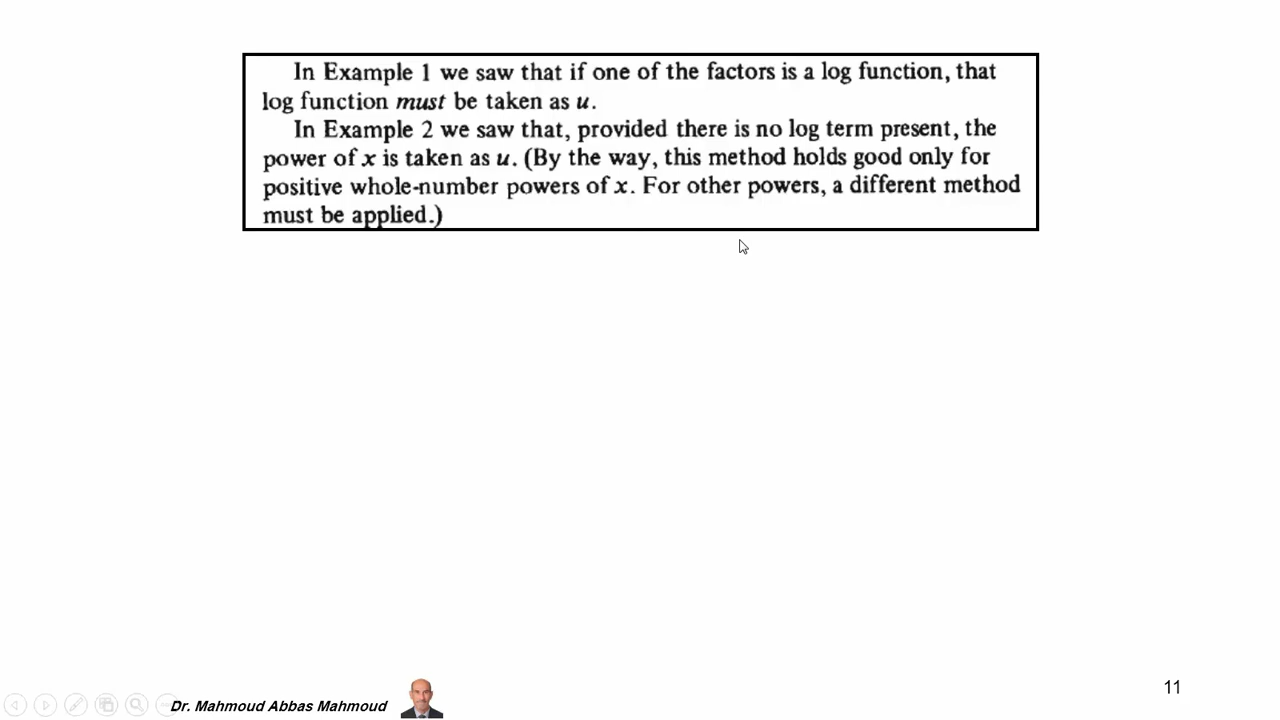 In Example 1 we saw that if one of the factors is a log function, that
log function must be taken as u.
In Example 2 we saw that, provided there is no log term present, the
power of x is taken as u. (By the way, this method holds good only for
positive whole-number powers of x. For other powers, a different method
must be applied.)
11
Dr. Mahmoud Abbas Mahmoud